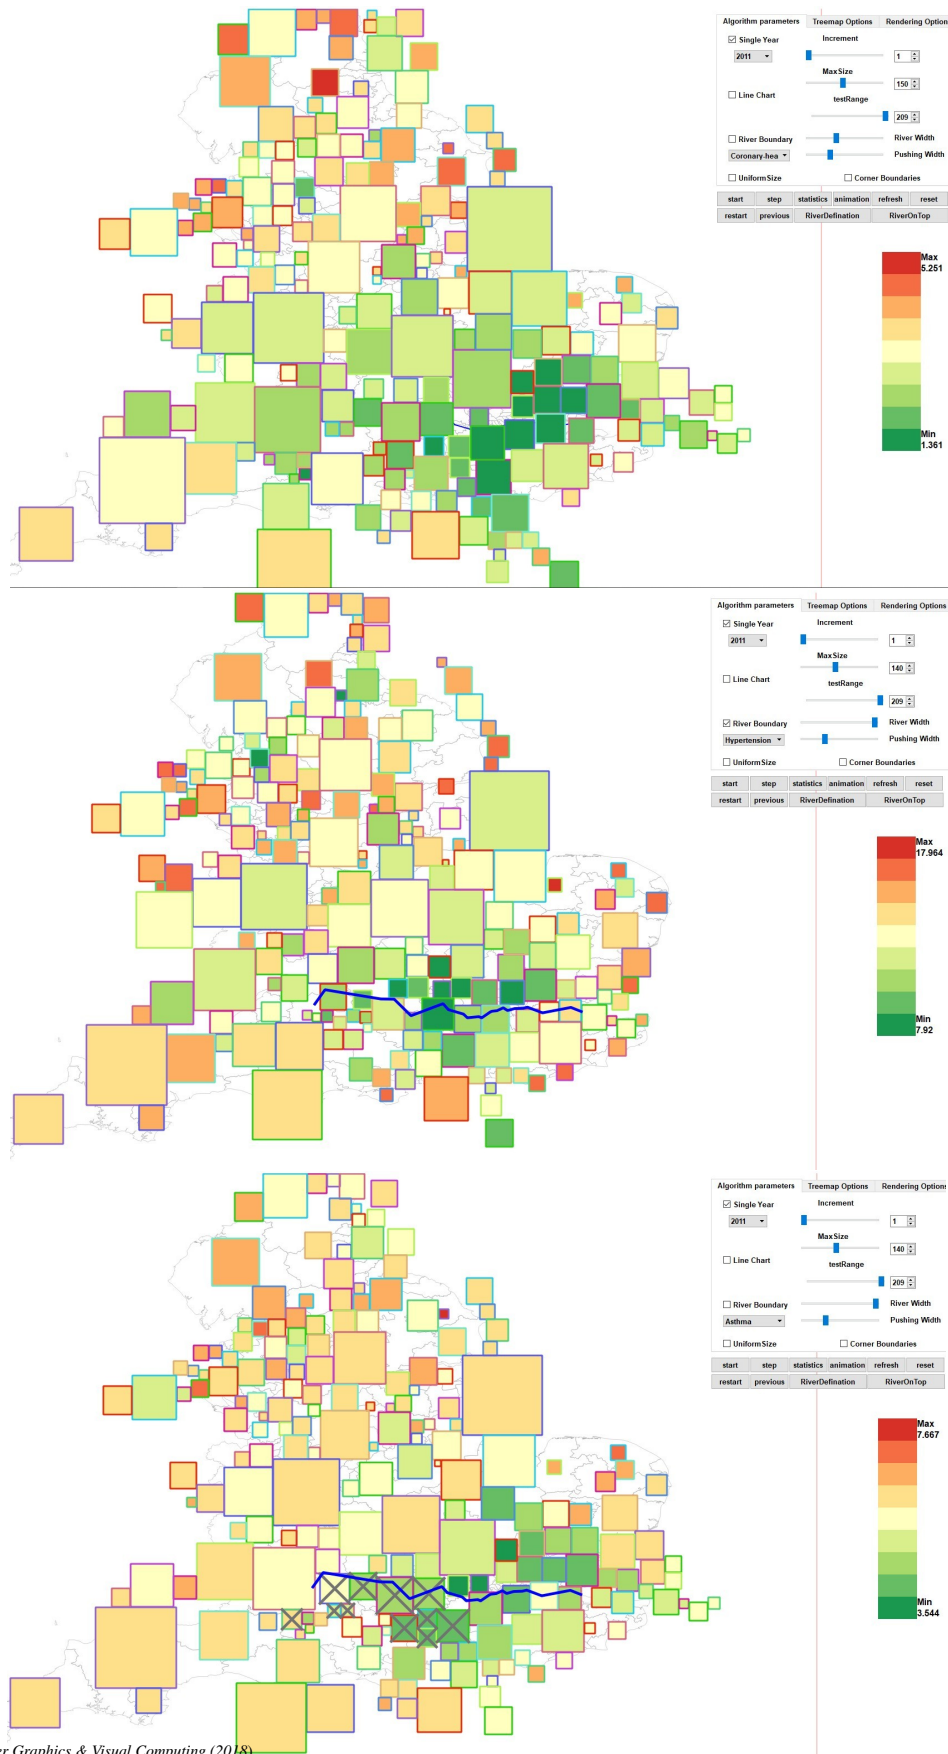 Algorithm parameters Treemap Options Rendering Option
Single Year Increment
2011 1
MaxSize
150
Line Chart testRange
209
River Boundary River Width
Coronary-hea Pushing Width
UniformSize Corner Boundaries
start step statistics animation refresh reset
restart previous RiverDefination RiverOnTop
Max
5.251
Min
1.361
Algorithm parameters Treemap Options Rendering Options
Single Year Increment
2011 1
MaxSize
140
Line Chart testRange
209
River Boundary River Width
Hypertension Pushing Width
UniformSize Corner Boundaries
start step statistics animation refresh reset
restart previous RiverDefination RiverOnTop
Max
17.964
Min
7.92
Algorithm parameters Treemap Options Rendering Options
Single Year Increment
2011 1
MaxSize
140
Line Chart testRange
209
River Boundary River Width
Asthma Pushing Width
UniformSize Corner Boundaries
start step statistics animation refresh reset
restart previous RiverDefination RiverOnTop
Max
7.667
Min
3.544
er Graphics & Visual Computing (2018)